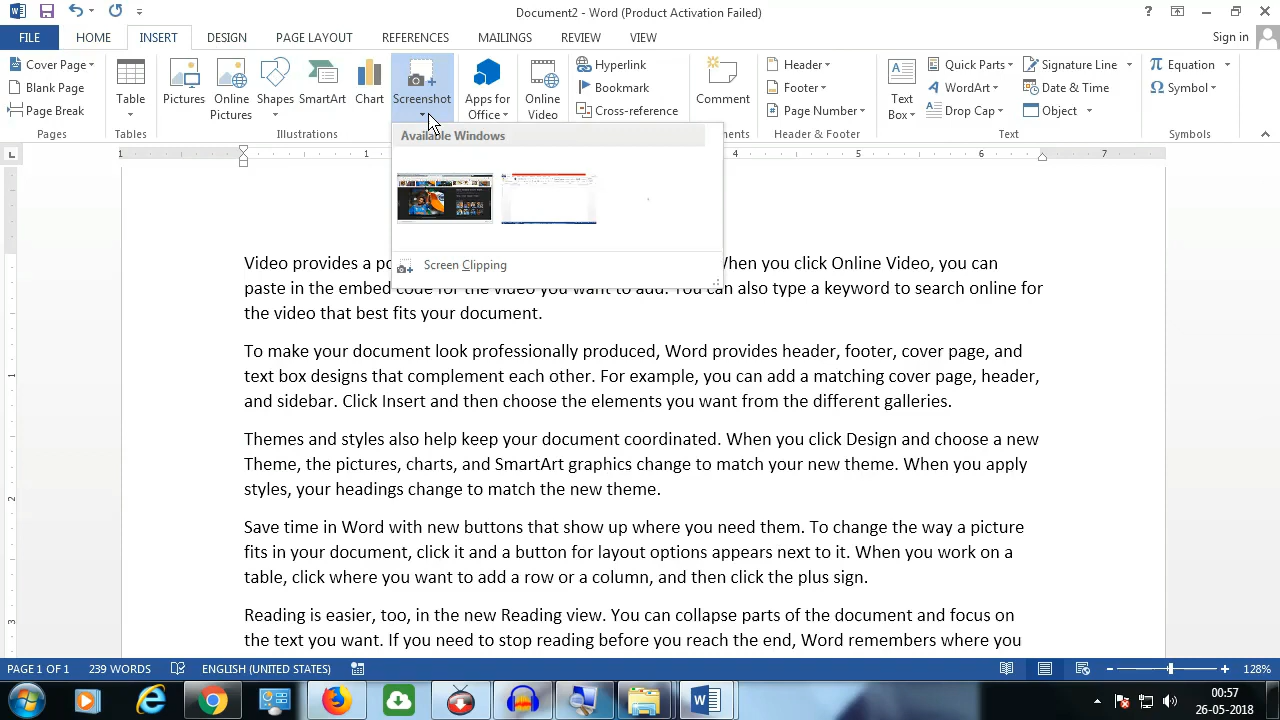 Document2 - Word (Product Activation Failed)
FILE HOME INSERT DESIGN PAGE LAYOUT REFERENCES MAILINGS REVIEW VIEW Sign in
Cover Page
Blank Page
Page Break
Pages
Table
Tables
Pictures
Online Pictures
Shapes
SmartArt
Chart
Screenshot
Illustrations
Apps for Office
Online Video
Hyperlink
Bookmark
Cross-reference
Comment
Header
Footer
Page Number
Header & Footer
Text Box
Quick Parts
WordArt
Drop Cap
Signature Line
Date & Time
Object
Text
Equation
Symbol
Symbols
Available Windows
Screen Clipping
1 1 4 5 6 7
Video provides a po
hen you click Online Video, you can
paste in the embed code for the video you want to add. You can also type a keyword to search online for
the video that best fits your document.
To make your document look professionally produced, Word provides header, footer, cover page, and
text box designs that complement each other. For example, you can add a matching cover page, header,
and sidebar. Click Insert and then choose the elements you want from the different galleries.
Themes and styles also help keep your document coordinated. When you click Design and choose a new
Theme, the pictures, charts, and SmartArt graphics change to match your new theme. When you apply
styles, your headings change to match the new theme.
Save time in Word with new buttons that show up where you need them. To change the way a picture
fits in your document, click it and a button for layout options appears next to it. When you work on a
table, click where you want to add a row or a column, and then click the plus sign.
Reading is easier, too, in the new Reading view. You can collapse parts of the document and focus on
the text you want. If you need to stop reading before you reach the end, Word remembers where you
1
2
3
PAGE 1 OF 1 239 WORDS ENGLISH (UNITED STATES) 128%
00:57
26-05-2018